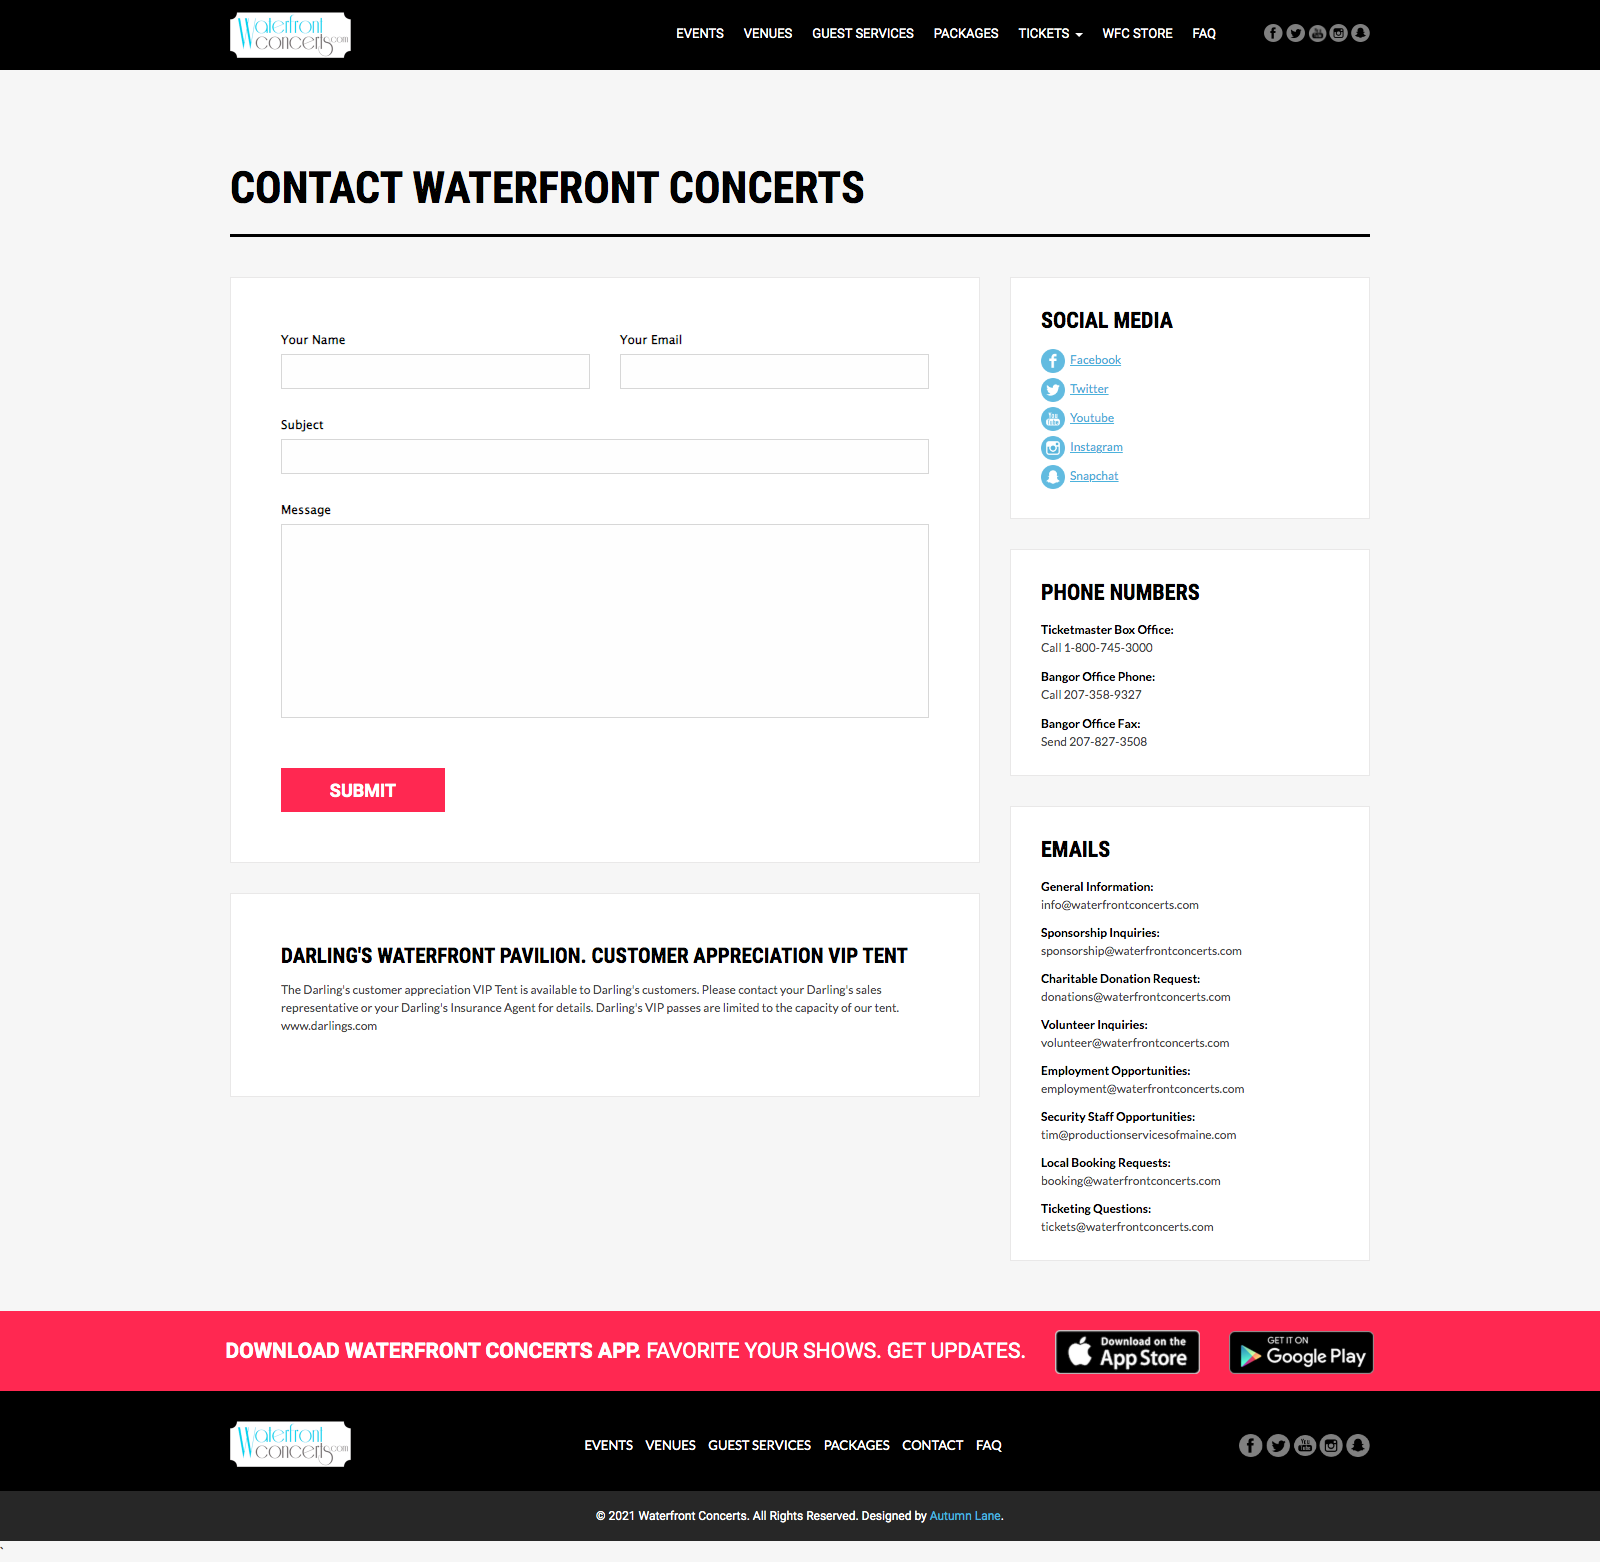 Waterfront
concerts.com
EVENTS VENUES GUEST SERVICES PACKAGES TICKETS WFC STORE FAQ
CONTACT WATERFRONT CONCERTS
Your Name
Your Email
Subject
Message
SUBMIT
DARLING'S WATERFRONT PAVILION. CUSTOMER APPRECIATION VIP TENT
The Darling's customer appreciation VIP Tent is available to Darling's customers. Please contact your Darling's sales
representative or your Darling's Insurance Agent for details. Darling's VIP passes are limited to the capacity of our tent.
www.darlings.com
SOCIAL MEDIA
Facebook
Twitter
Youtube
Instagram
Snapchat
PHONE NUMBERS
Ticketmaster Box Office:
Call 1-800-745-3000
Bangor Office Phone:
Call 207-358-9327
Bangor Office Fax:
Send 207-827-3508
EMAILS
General Information:
info@waterfrontconcerts.com
Sponsorship Inquiries:
sponsorship@waterfrontconcerts.com
Charitable Donation Request:
donations@waterfrontconcerts.com
Volunteer Inquiries:
volunteer@waterfrontconcerts.com
Employment Opportunities:
employment@waterfrontconcerts.com
Security Staff Opportunities:
tim@productionservicesofmaine.com
Local Booking Requests:
booking@waterfrontconcerts.com
Ticketing Questions:
tickets@waterfrontconcerts.com
DOWNLOAD WATERFRONT CONCERTS APP. FAVORITE YOUR SHOWS. GET UPDATES.
Download on the
App Store
GET IT ON
Google Play
Waterfront
concerts.com
EVENTS VENUES GUEST SERVICES PACKAGES CONTACT FAQ
© 2021 Waterfront Concerts. All Rights Reserved. Designed by Autumn Lane.
`